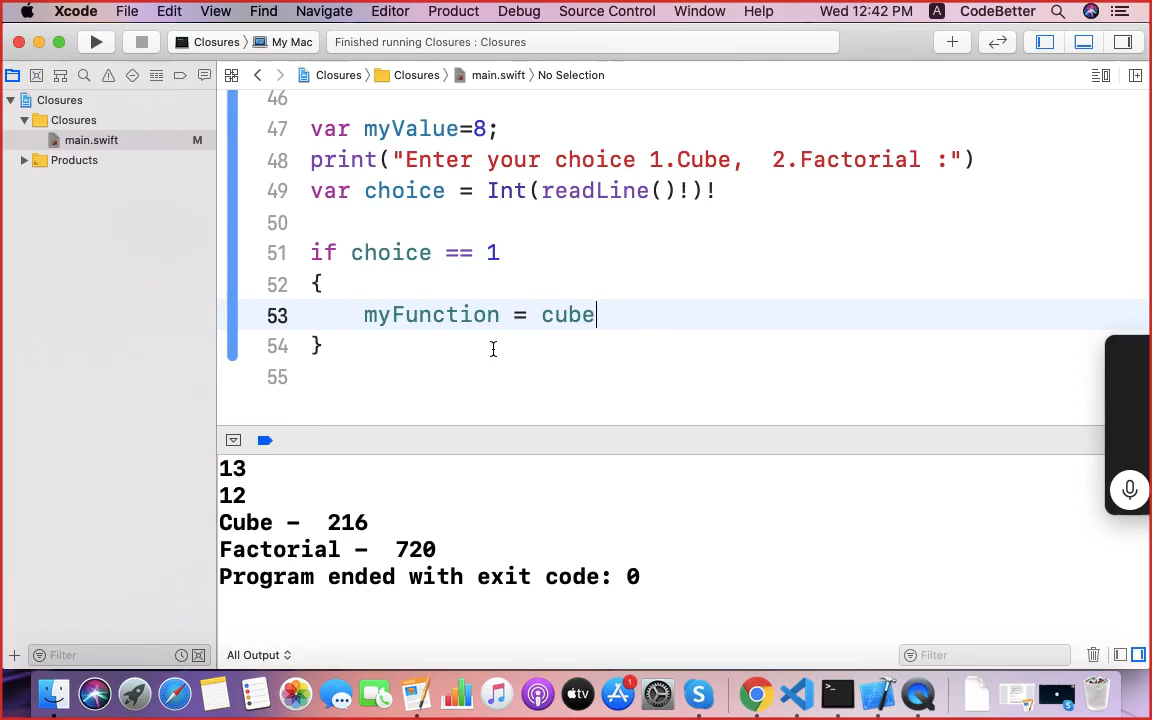 Xcode File Edit View Find Navigate Editor Product Debug Source Control Window Help Wed 12:42 PM A CodeBetter
Closures My Mac Finished running Closures : Closures
Closures Closures main.swift No Selection
Closures
Closures
main.swift M
Products
46
47 var myValue=8;
48 print("Enter your choice 1.Cube,  2.Factorial :")
49 var choice = Int(readLine()!)!
50
51 if choice == 1
52 {
53 myFunction = cube
54 }
55
13
12
Cube -  216
Factorial -  720
Program ended with exit code: 0
Filter All Output Filter
tv 1